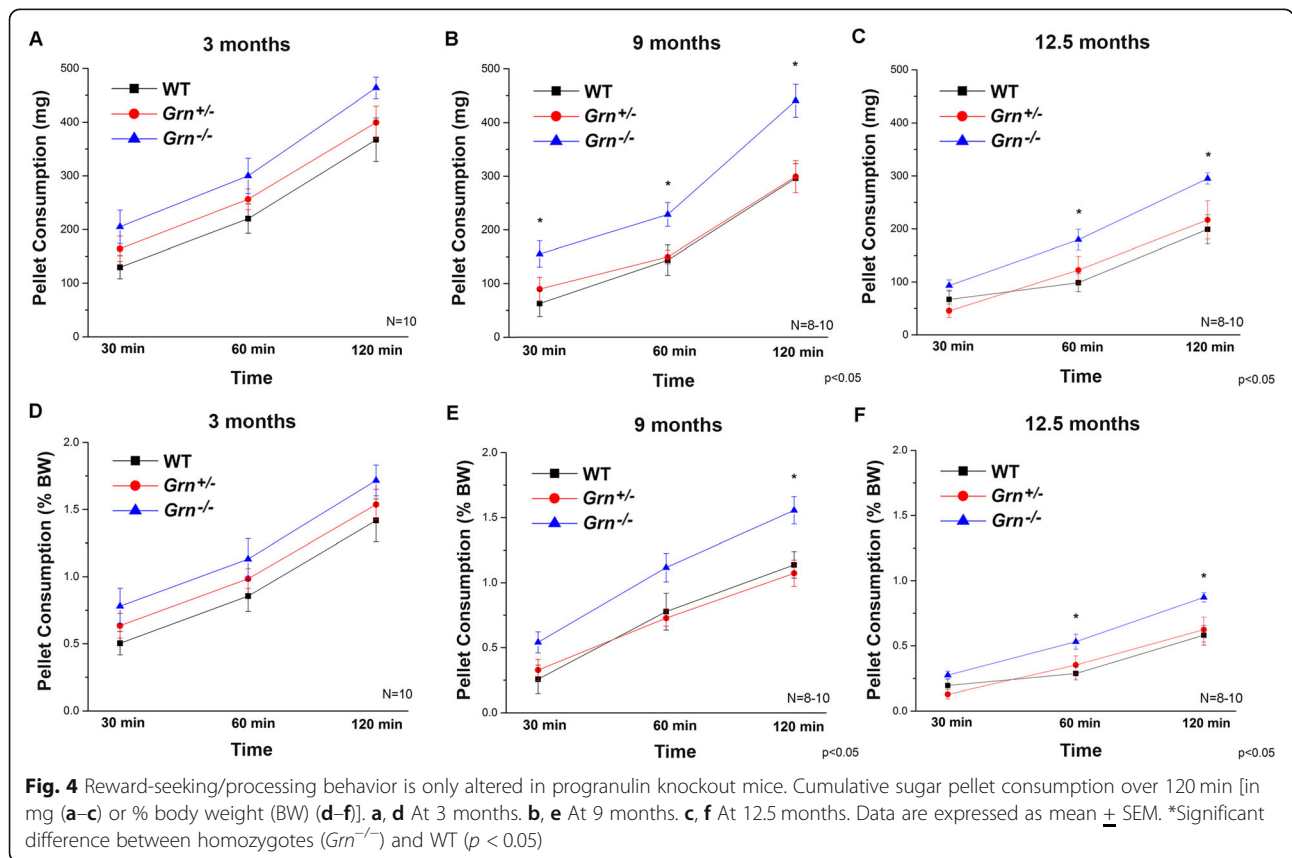 A
3 months
500
400
300
200
100
0
Pellet Consumption (mg)
WT
Grn+/-
Grn-/-
N=10
30 min 60 min 120 min
Time
B
9 months
*
*
*
500
400
300
200
100
0
Pellet Consumption (mg)
WT
Grn+/-
Grn-/-
N=8-10
30 min 60 min 120 min
Time
p<0.05
C
12.5 months
*
*
500
400
300
200
100
0
Pellet Consumption (mg)
WT
Grn+/-
Grn-/-
N=8-10
30 min 60 min 120 min
Time
p<0.05
D
3 months
2.0
1.5
1.0
0.5
0.0
Pellet Consumption (% BW)
WT
Grn+/-
Grn-/-
N=10
30 min 60 min 120 min
Time
E
9 months
*
2.0
1.5
1.0
0.5
0.0
Pellet Consumption (% BW)
WT
Grn+/-
Grn-/-
N=8-10
30 min 60 min 120 min
Time
p<0.05
F
12.5 months
*
*
2.0
1.5
1.0
0.5
0.0
Pellet Consumption (% BW)
WT
Grn+/-
Grn-/-
N=8-10
30 min 60 min 120 min
Time
p<0.05
Fig. 4 Reward-seeking/processing behavior is only altered in progranulin knockout mice. Cumulative sugar pellet consumption over 120 min [in
mg (a–c) or % body weight (BW) (d–f)]. a, d At 3 months. b, e At 9 months. c, f At 12.5 months. Data are expressed as mean ± SEM. *Significant
difference between homozygotes (Grn−/−) and WT (p < 0.05)